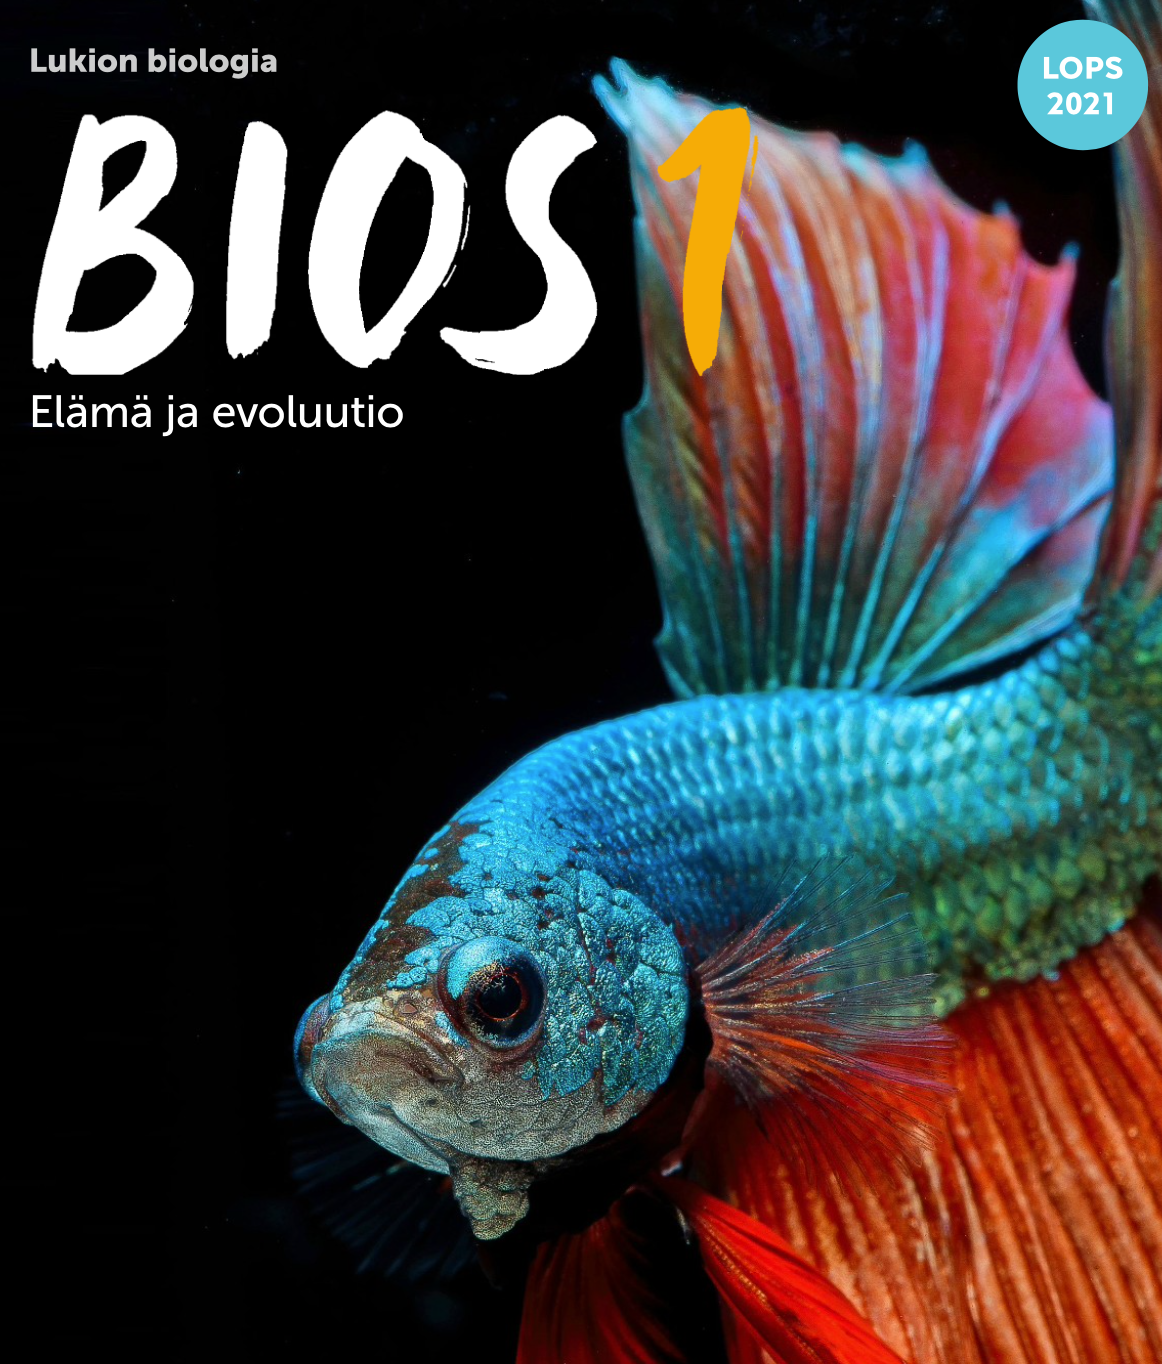 Lukion biologia
LOPS
2021
BIOS 1
Elämä ja evoluutio